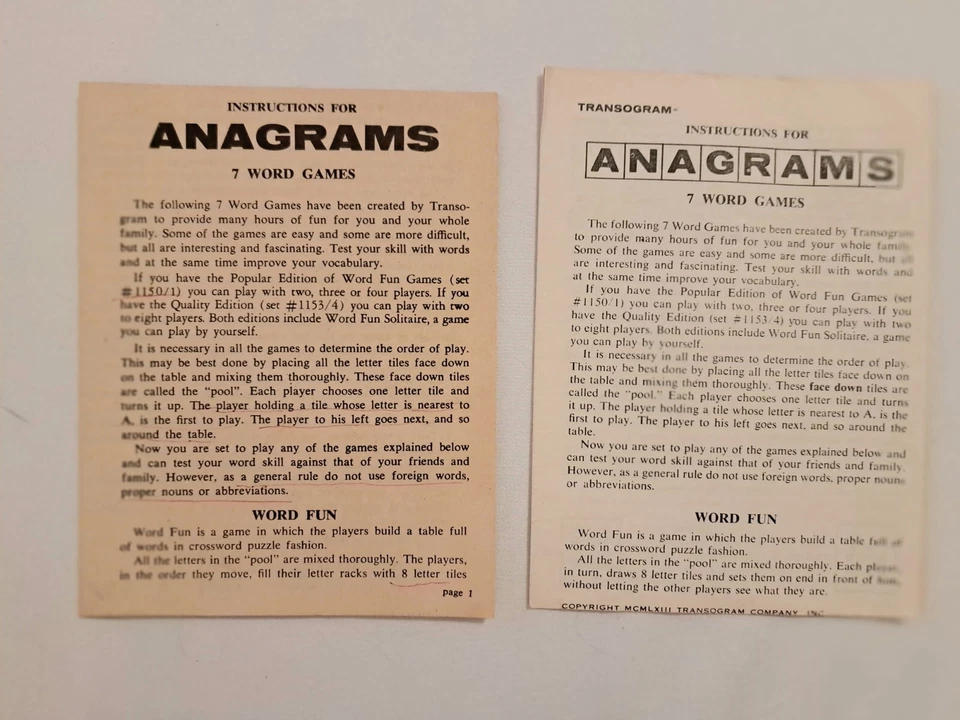 INSTRUCTIONS FOR
ANAGRAMS
7 WORD GAMES
The following 7 Word Games have been created by Transo-
gram to provide many hours of fun for you and your whole
family. Some of the games are easy and some are more difficult,
but all are interesting and fascinating. Test your skill with words
and at the same time improve your vocabulary.
If you have the Popular Edition of Word Fun Games (set
#1150/1) you can play with two, three or four players. If you
have the Quality Edition (set #1153/4) you can play with two
to eight players. Both editions include Word Fun Solitaire, a game
you can play by yourself.
It is necessary in all the games to determine the order of play.
This may be best done by placing all the letter tiles face down
on the table and mixing them thoroughly. These face down tiles
are called the "pool". Each player chooses one letter tile and
turns it up. The player holding a tile whose letter is nearest to
A, is the first to play. The player to his left goes next, and so
around the table.
Now you are set to play any of the games explained below
and can test your word skill against that of your friends and
family. However, as a general rule do not use foreign words,
proper nouns or abbreviations.
WORD FUN
Word Fun is a game in which the players build a table full
of words in crossword puzzle fashion.
All the letters in the "pool" are mixed thoroughly. The players,
in the order they move, fill their letter racks with 8 letter tiles
page 1
TRANSOGRAM
INSTRUCTIONS FOR
ANAGRAMS
7 WORD GAMES
The following 7 Word Games have been created by Transogram
to provide many hours of fun for you and your whole family.
Some of the games are easy and some are more difficult, but all
are interesting and fascinating. Test your skill with words and
at the same time improve your vocabulary.
If you have the Popular Edition of Word Fun Games (set
#1150/1) you can play with two, three or four players. If you
have the Quality Edition (set #1153/4) you can play with two
to eight players. Both editions include Word Fun Solitaire, a game
you can play by yourself.
It is necessary in all the games to determine the order of play.
This may be best done by placing all the letter tiles face down on
the table and mixing them thoroughly. These face down tiles are
called the "pool." Each player chooses one letter tile and turns
it up. The player holding a tile whose letter is nearest to A, is the
first to play. The player to his left goes next, and so around the
table.
Now you are set to play any of the games explained below and
can test your word skill against that of your friends and family.
However, as a general rule do not use foreign words, proper nouns
or abbreviations.
WORD FUN
Word Fun is a game in which the players build a table full of
words in crossword puzzle fashion.
All the letters in the "pool" are mixed thoroughly. Each player,
in turn, draws 8 letter tiles and sets them on end in front of him,
without letting the other players see what they are.
COPYRIGHT MCMLXIII TRANSOGRAM COMPANY, INC.